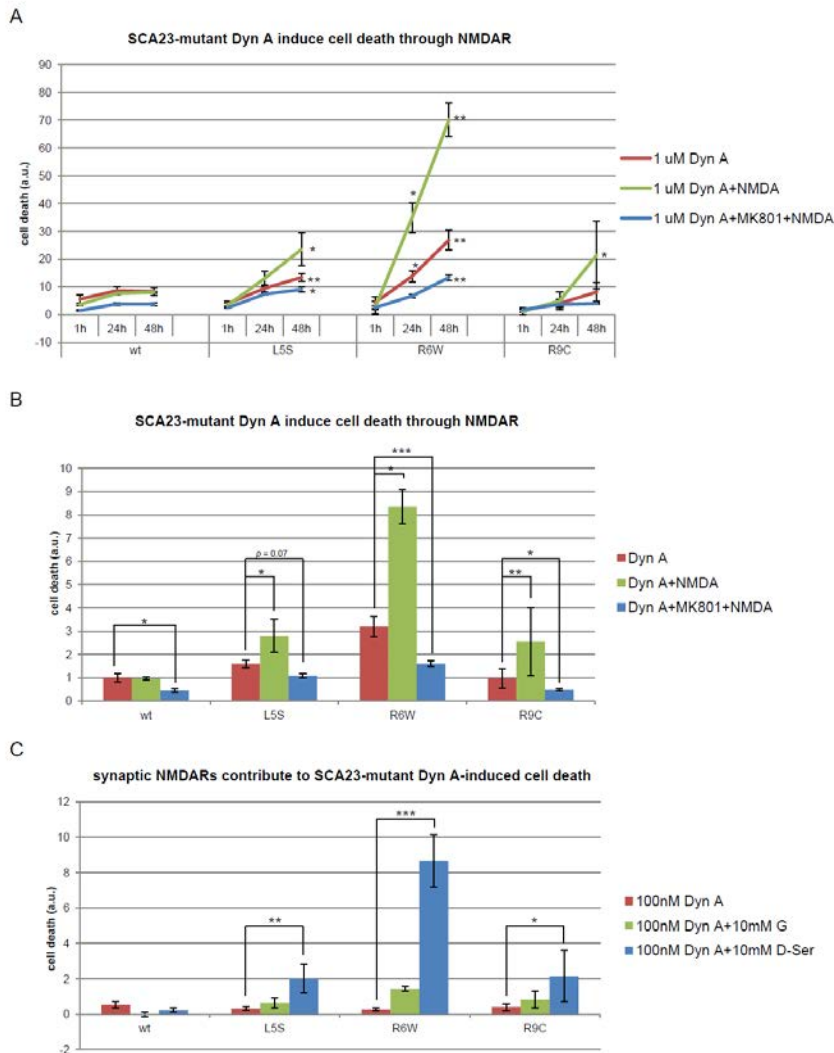 A
SCA23-mutant Dyn A induce cell death through NMDAR
90
80
70
60
50
40
30
20
10
0
-10
cell death (a.u.)
**
*
*
**
*
**
*
**
*
1h 24h 48h 1h 24h 48h 1h 24h 48h 1h 24h 48h
wt L5S R6W R9C
1 uM Dyn A
1 uM Dyn A+NMDA
1 uM Dyn A+MK801+NMDA
B
SCA23-mutant Dyn A induce cell death through NMDAR
10
9
8
7
6
5
4
3
2
1
0
cell death (a.u.)
*
p = 0.07
*
***
*
*
**
wt L5S R6W R9C
Dyn A
Dyn A+NMDA
Dyn A+MK801+NMDA
C
synaptic NMDARs contribute to SCA23-mutant Dyn A-induced cell death
12
10
8
6
4
2
0
-2
cell death (a.u.)
**
***
*
wt L5S R6W R9C
100nM Dyn A
100nM Dyn A+10mM G
100nM Dyn A+10mM D-Ser